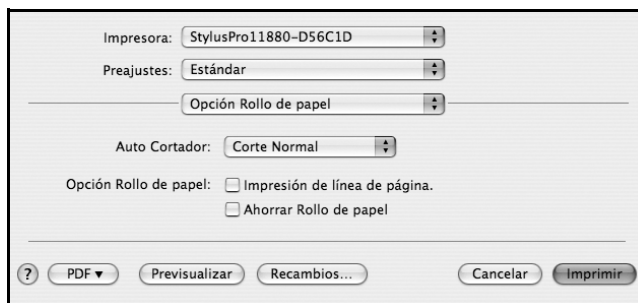 Impresora: StylusPro11880-D56C1D
Preajustes: Estándar
Opción Rollo de papel
Auto Cortador: Corte Normal
Opción Rollo de papel: Impresión de línea de página.
Ahorrar Rollo de papel
? PDF▼ Previsualizar Recambios... Cancelar Imprimir